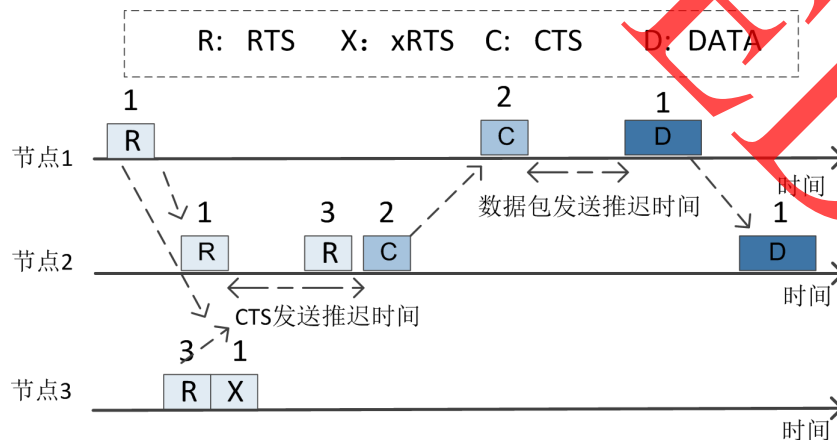 R: RTS X: xRTS C: CTS D: DATA
1 2 1
R C D
节点1
时间
数据包发送推迟时间
1 3 2 1
R R C D
节点2
时间
CTS发送推迟时间
3 1
R X
节点3
时间